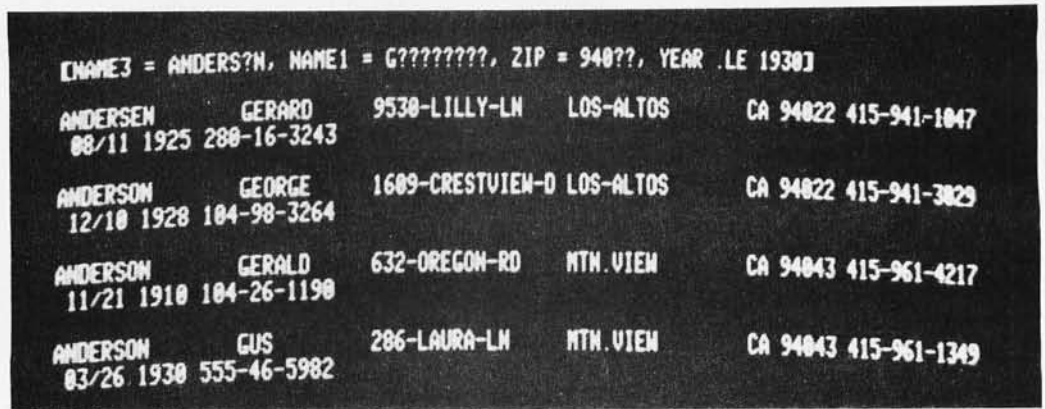 [NAME3 = ANDERS?N, NAME1 = G????????, ZIP = 940??, YEAR .LE 1930]
ANDERSEN GERARD 9530-LILLY-LN LOS-ALTOS CA 94022 415-941-1047
08/11 1925 280-16-3243
ANDERSON GEORGE 1609-CRESTVIEW-D LOS-ALTOS CA 94022 415-941-3029
12/10 1928 104-98-3264
ANDERSON GERALD 632-OREGON-RD MTN.VIEW CA 94043 415-961-4217
11/21 1910 104-26-1190
ANDERSON GUS 286-LAURA-LN MTN.VIEW CA 94043 415-961-1349
03/26 1930 555-46-5982